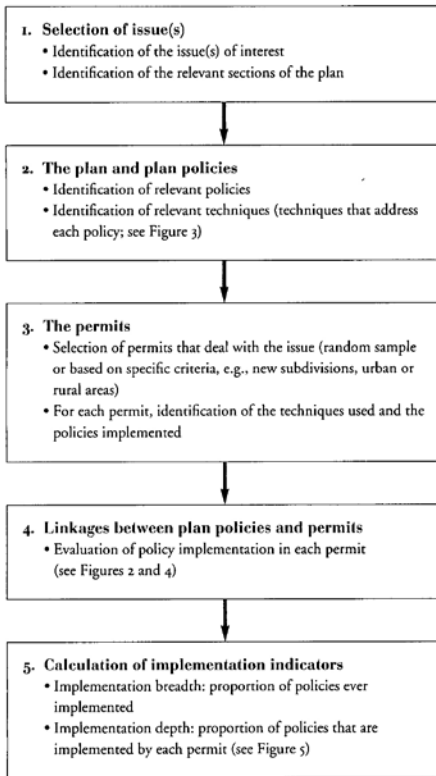 1. Selection of issue(s)
• Identification of the issue(s) of interest
• Identification of the relevant sections of the plan
2. The plan and plan policies
• Identification of relevant policies
• Identification of relevant techniques (techniques that address
each policy; see Figure 3)
3. The permits
• Selection of permits that deal with the issue (random sample
or based on specific criteria, e.g., new subdivisions, urban or
rural areas)
• For each permit, identification of the techniques used and the
policies implemented
4. Linkages between plan policies and permits
• Evaluation of policy implementation in each permit
(see Figures 2 and 4)
5. Calculation of implementation indicators
• Implementation breadth: proportion of policies ever
implemented
• Implementation depth: proportion of policies that are
implemented by each permit (see Figure 5)